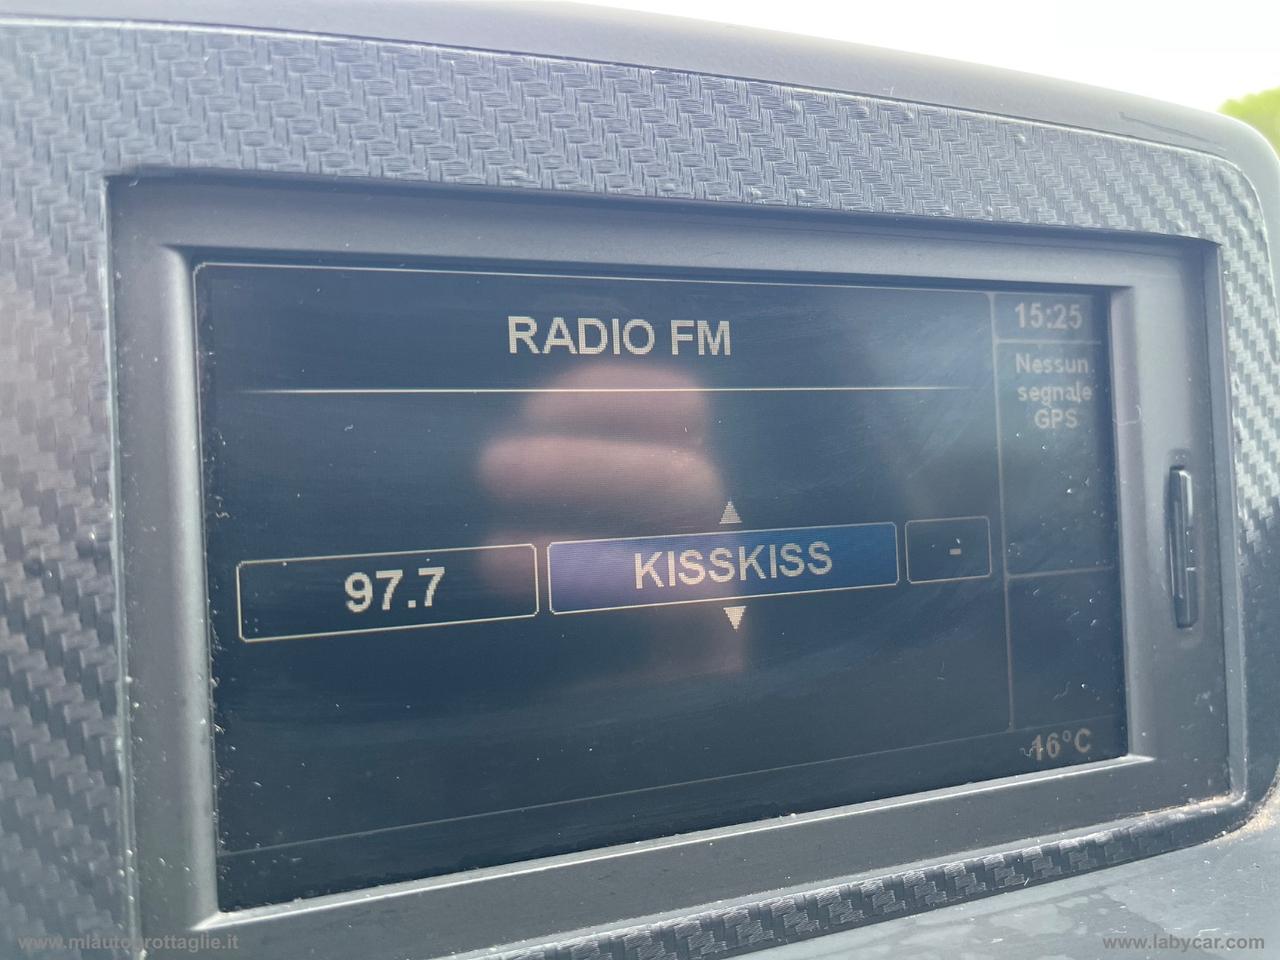 RADIO FM
15:25
Nessun
segnale
GPS
97.7
KISSKISS
-
16°C
www.mlautogrottaglie.it
www.labycar.com